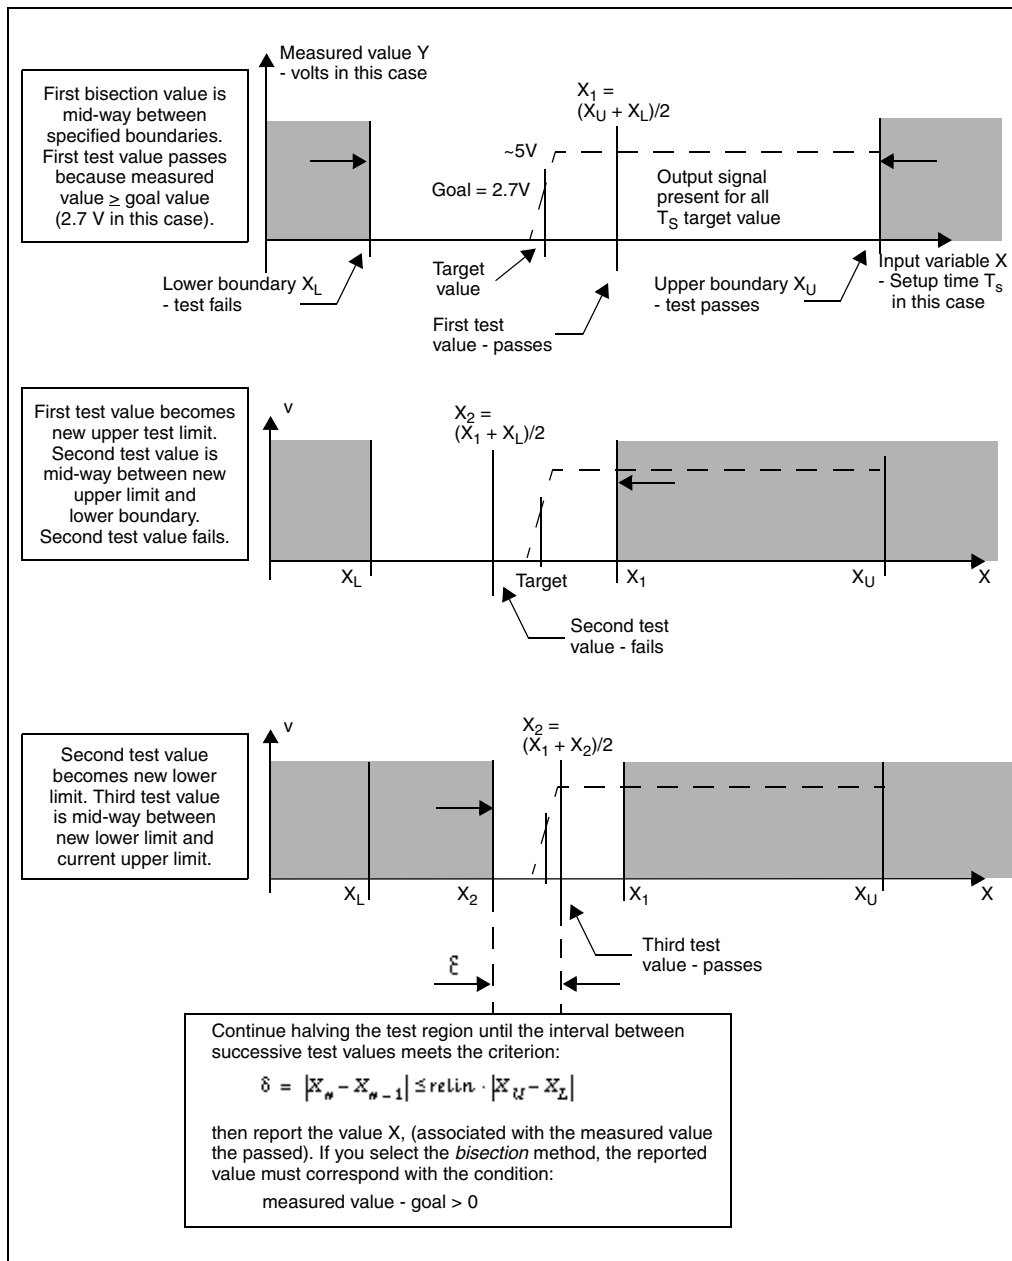 Measured value Y
- volts in this case
First bisection value is
mid-way between
specified boundaries.
First test value passes
because measured
value ≥ goal value
(2.7 V in this case).
X1 =
(XU + XL)/2
~5V
Goal = 2.7V
Output signal
present for all
TS target value
Lower boundary XL
- test fails
Target
value
First test
value - passes
Upper boundary XU
- test passes
Input variable X
- Setup time Ts
in this case
First test value becomes
new upper test limit.
Second test value is
mid-way between new
upper limit and
lower boundary.
Second test value fails.
v
X2 =
(X1 + XL)/2
XL
Target
X1
XU
X
Second test
value - fails
Second test value
becomes new lower
limit. Third test value
is mid-way between
new lower limit and
current upper limit.
v
X2 =
(X1 + X2)/2
XL
X2
X1
XU
X
Third test
value - passes
ξ
Continue halving the test region until the interval between
successive test values meets the criterion:
δ = |Xn - Xn-1| ≤ relin · |XU - XL|
then report the value X, (associated with the measured value
the passed). If you select the bisection method, the reported
value must correspond with the condition:
measured value - goal > 0